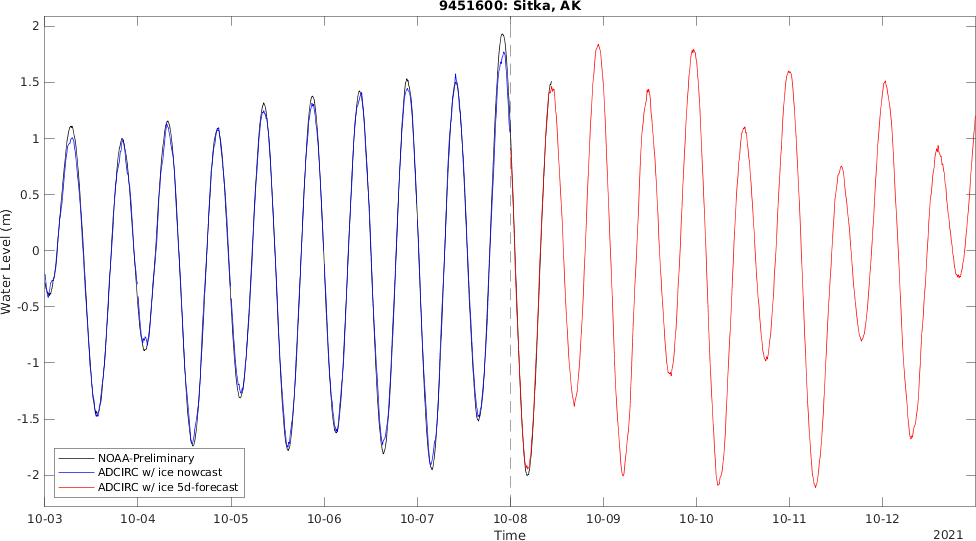 9451600: Sitka, AK
2
1.5
1
0.5
0
-0.5
-1
-1.5
-2
Water Level (m)
NOAA-Preliminary
ADCIRC w/ ice nowcast
ADCIRC w/ ice 5d-forecast
10-03 10-04 10-05 10-06 10-07 10-08 10-09 10-10 10-11 10-12
Time
2021